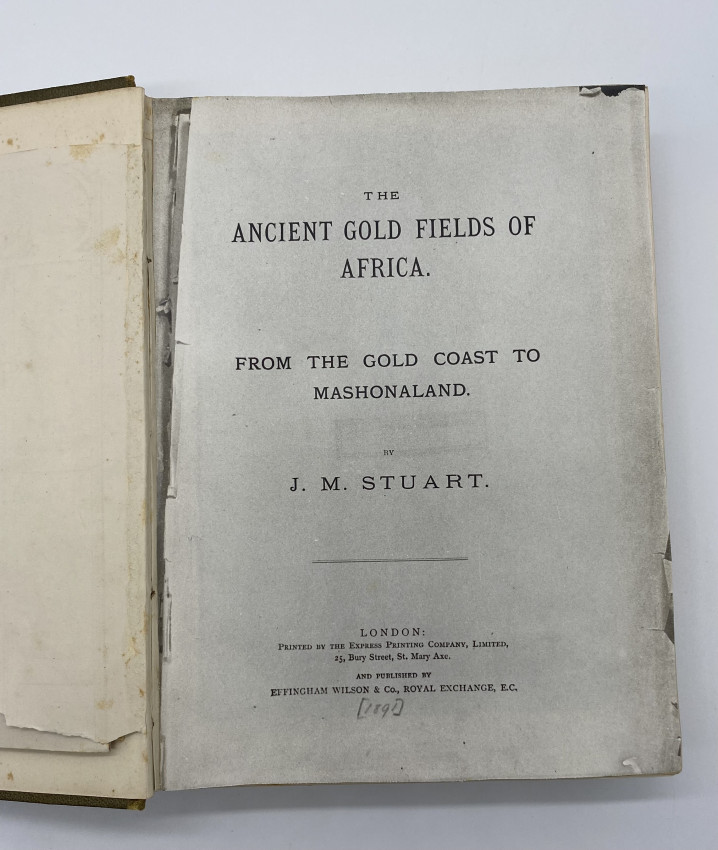 THE
ANCIENT GOLD FIELDS OF
AFRICA.
FROM THE GOLD COAST TO
MASHONALAND.
BY
J. M. STUART.
LONDON:
PRINTED BY THE EXPRESS PRINTING COMPANY, LIMITED,
25, Bury Street, St. Mary Axe.
AND PUBLISHED BY
EFFINGHAM WILSON & Co., ROYAL EXCHANGE, E.C.
[1891]